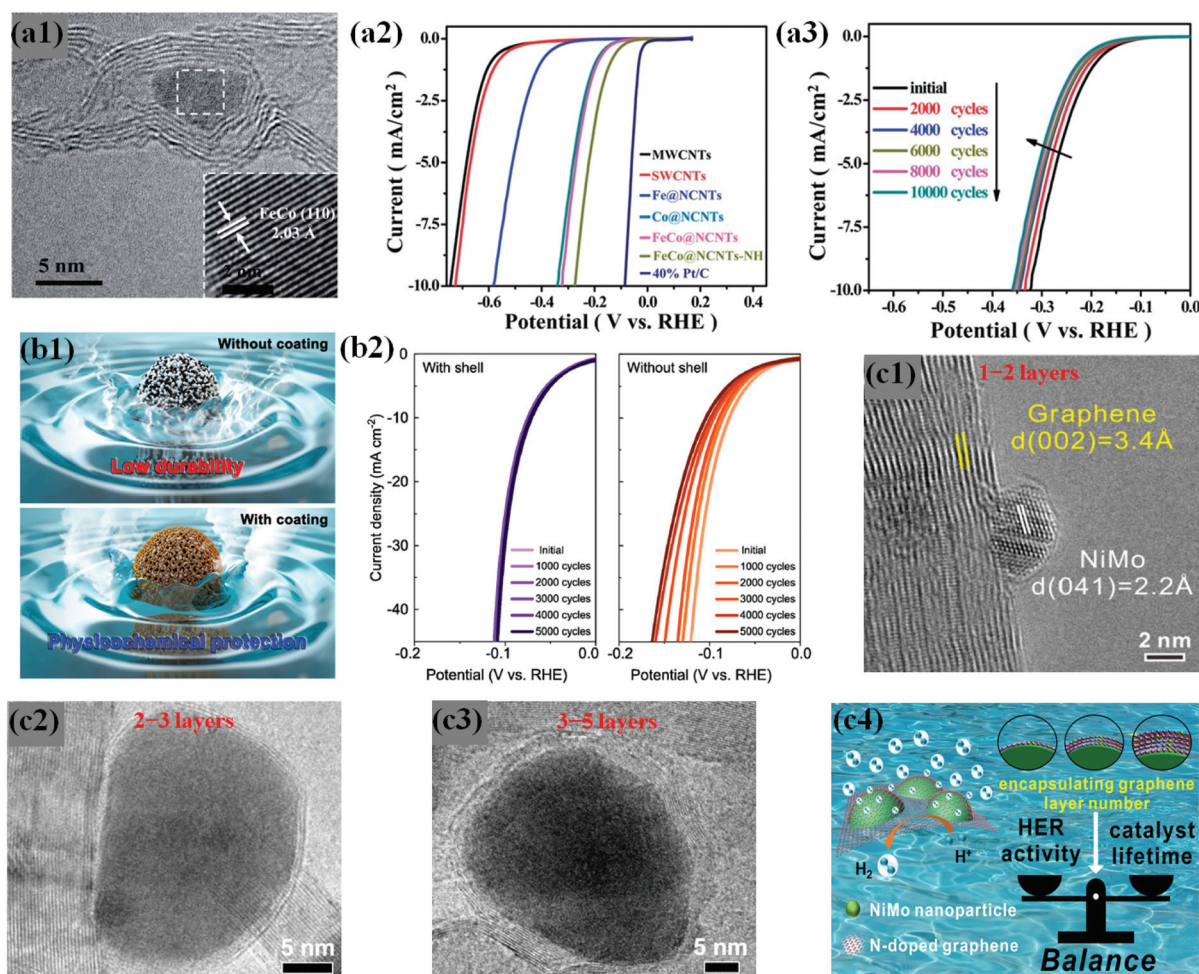 (a1)
FeCo (110)
2.03 Å
2 nm
5 nm
(a2)
0.0
-2.5
-5.0
-7.5
-10.0
Current ( mA/cm² )
MWCNTs
SWCNTs
Fe@NCNTs
Co@NCNTs
FeCo@NCNTs
FeCo@NCNTs-NH
40% Pt/C
-0.6 -0.4 -0.2 0.0 0.2 0.4
Potential ( V vs. RHE )
(a3)
0.0
-2.5
-5.0
-7.5
-10.0
Current ( mA/cm² )
initial
2000 cycles
4000 cycles
6000 cycles
8000 cycles
10000 cycles
-0.6 -0.5 -0.4 -0.3 -0.2 -0.1 0.0
Potential ( V vs. RHE )
(b1)
Without coating
Low durability
With coating
Physicochemical protection
(b2)
0
-10
-20
-30
-40
Current density (mA cm⁻²)
With shell
Initial
1000 cycles
2000 cycles
3000 cycles
4000 cycles
5000 cycles
-0.2 -0.1 0.0
Potential (V vs. RHE)
Without shell
Initial
1000 cycles
2000 cycles
3000 cycles
4000 cycles
5000 cycles
-0.2 -0.1 0.0
Potential (V vs. RHE)
(c1)
1−2 layers
Graphene
d(002)=3.4Å
NiMo
d(041)=2.2Å
2 nm
(c2)
2−3 layers
5 nm
(c3)
3−5 layers
5 nm
(c4)
encapsulating graphene
layer number
HER
activity
catalyst
lifetime
H₂
H⁺
NiMo nanoparticle
N-doped graphene
Balance